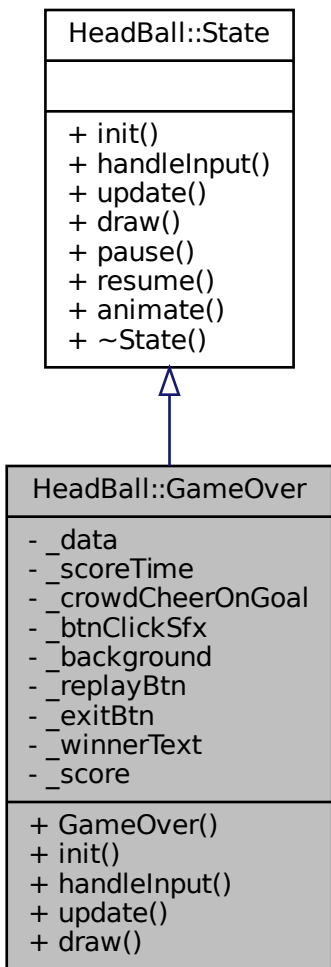 HeadBall::State
+ init()
+ handleInput()
+ update()
+ draw()
+ pause()
+ resume()
+ animate()
+ ~State()
HeadBall::GameOver
- _data
- _scoreTime
- _crowdCheerOnGoal
- _btnClickSfx
- _background
- _replayBtn
- _exitBtn
- _winnerText
- _score
+ GameOver()
+ init()
+ handleInput()
+ update()
+ draw()